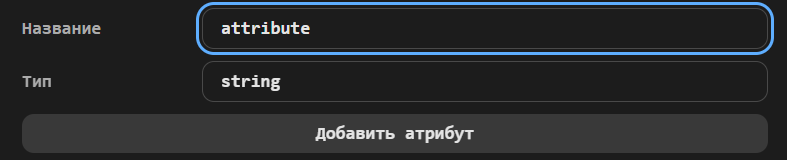 Название attribute
Тип string
Добавить атрибут